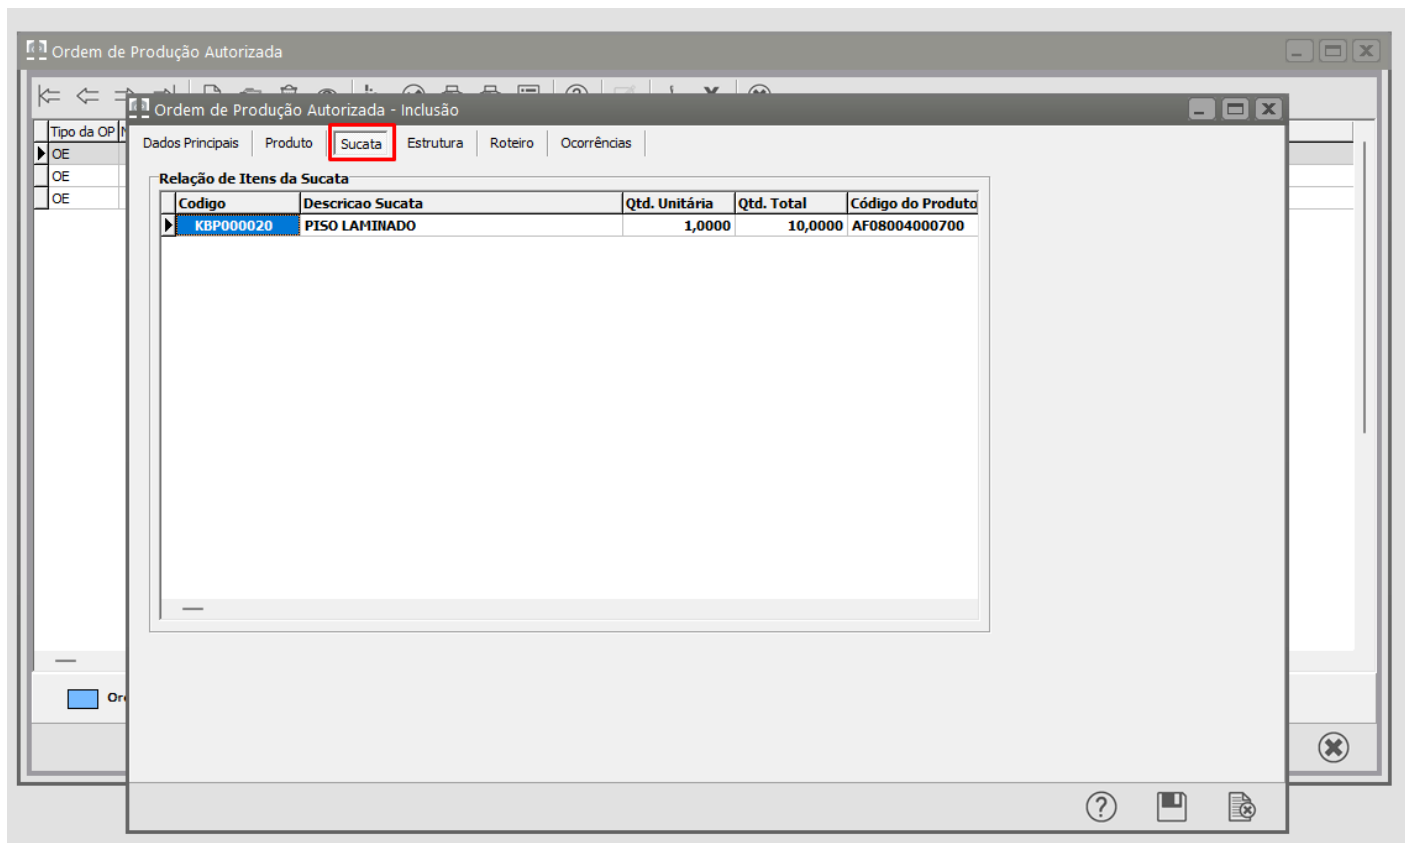 Ordem de Produção Autorizada
Ordem de Produção Autorizada - Inclusão
Tipo da OP
OE
OE
OE
Dados Principais Produto Sucata Estrutura Roteiro Ocorrências
Relação de Itens da Sucata
Codigo Descricao Sucata Qtd. Unitária Qtd. Total Código do Produto
KBP000020 PISO LAMINADO 1,0000 10,0000 AF08004000700